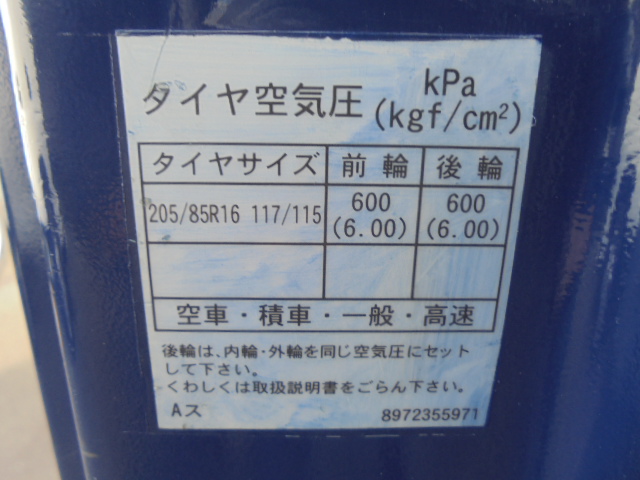 タイヤ空気圧 kPa
(kgf/cm²)
タイヤサイズ 前輪 後輪
205/85R16 117/115 600 600
(6.00) (6.00)
空車・積車・一般・高速
後輪は、内輪・外輪を同じ空気圧にセット
して下さい。
くわしくは取扱説明書をごらん下さい。
Aス 8972355971